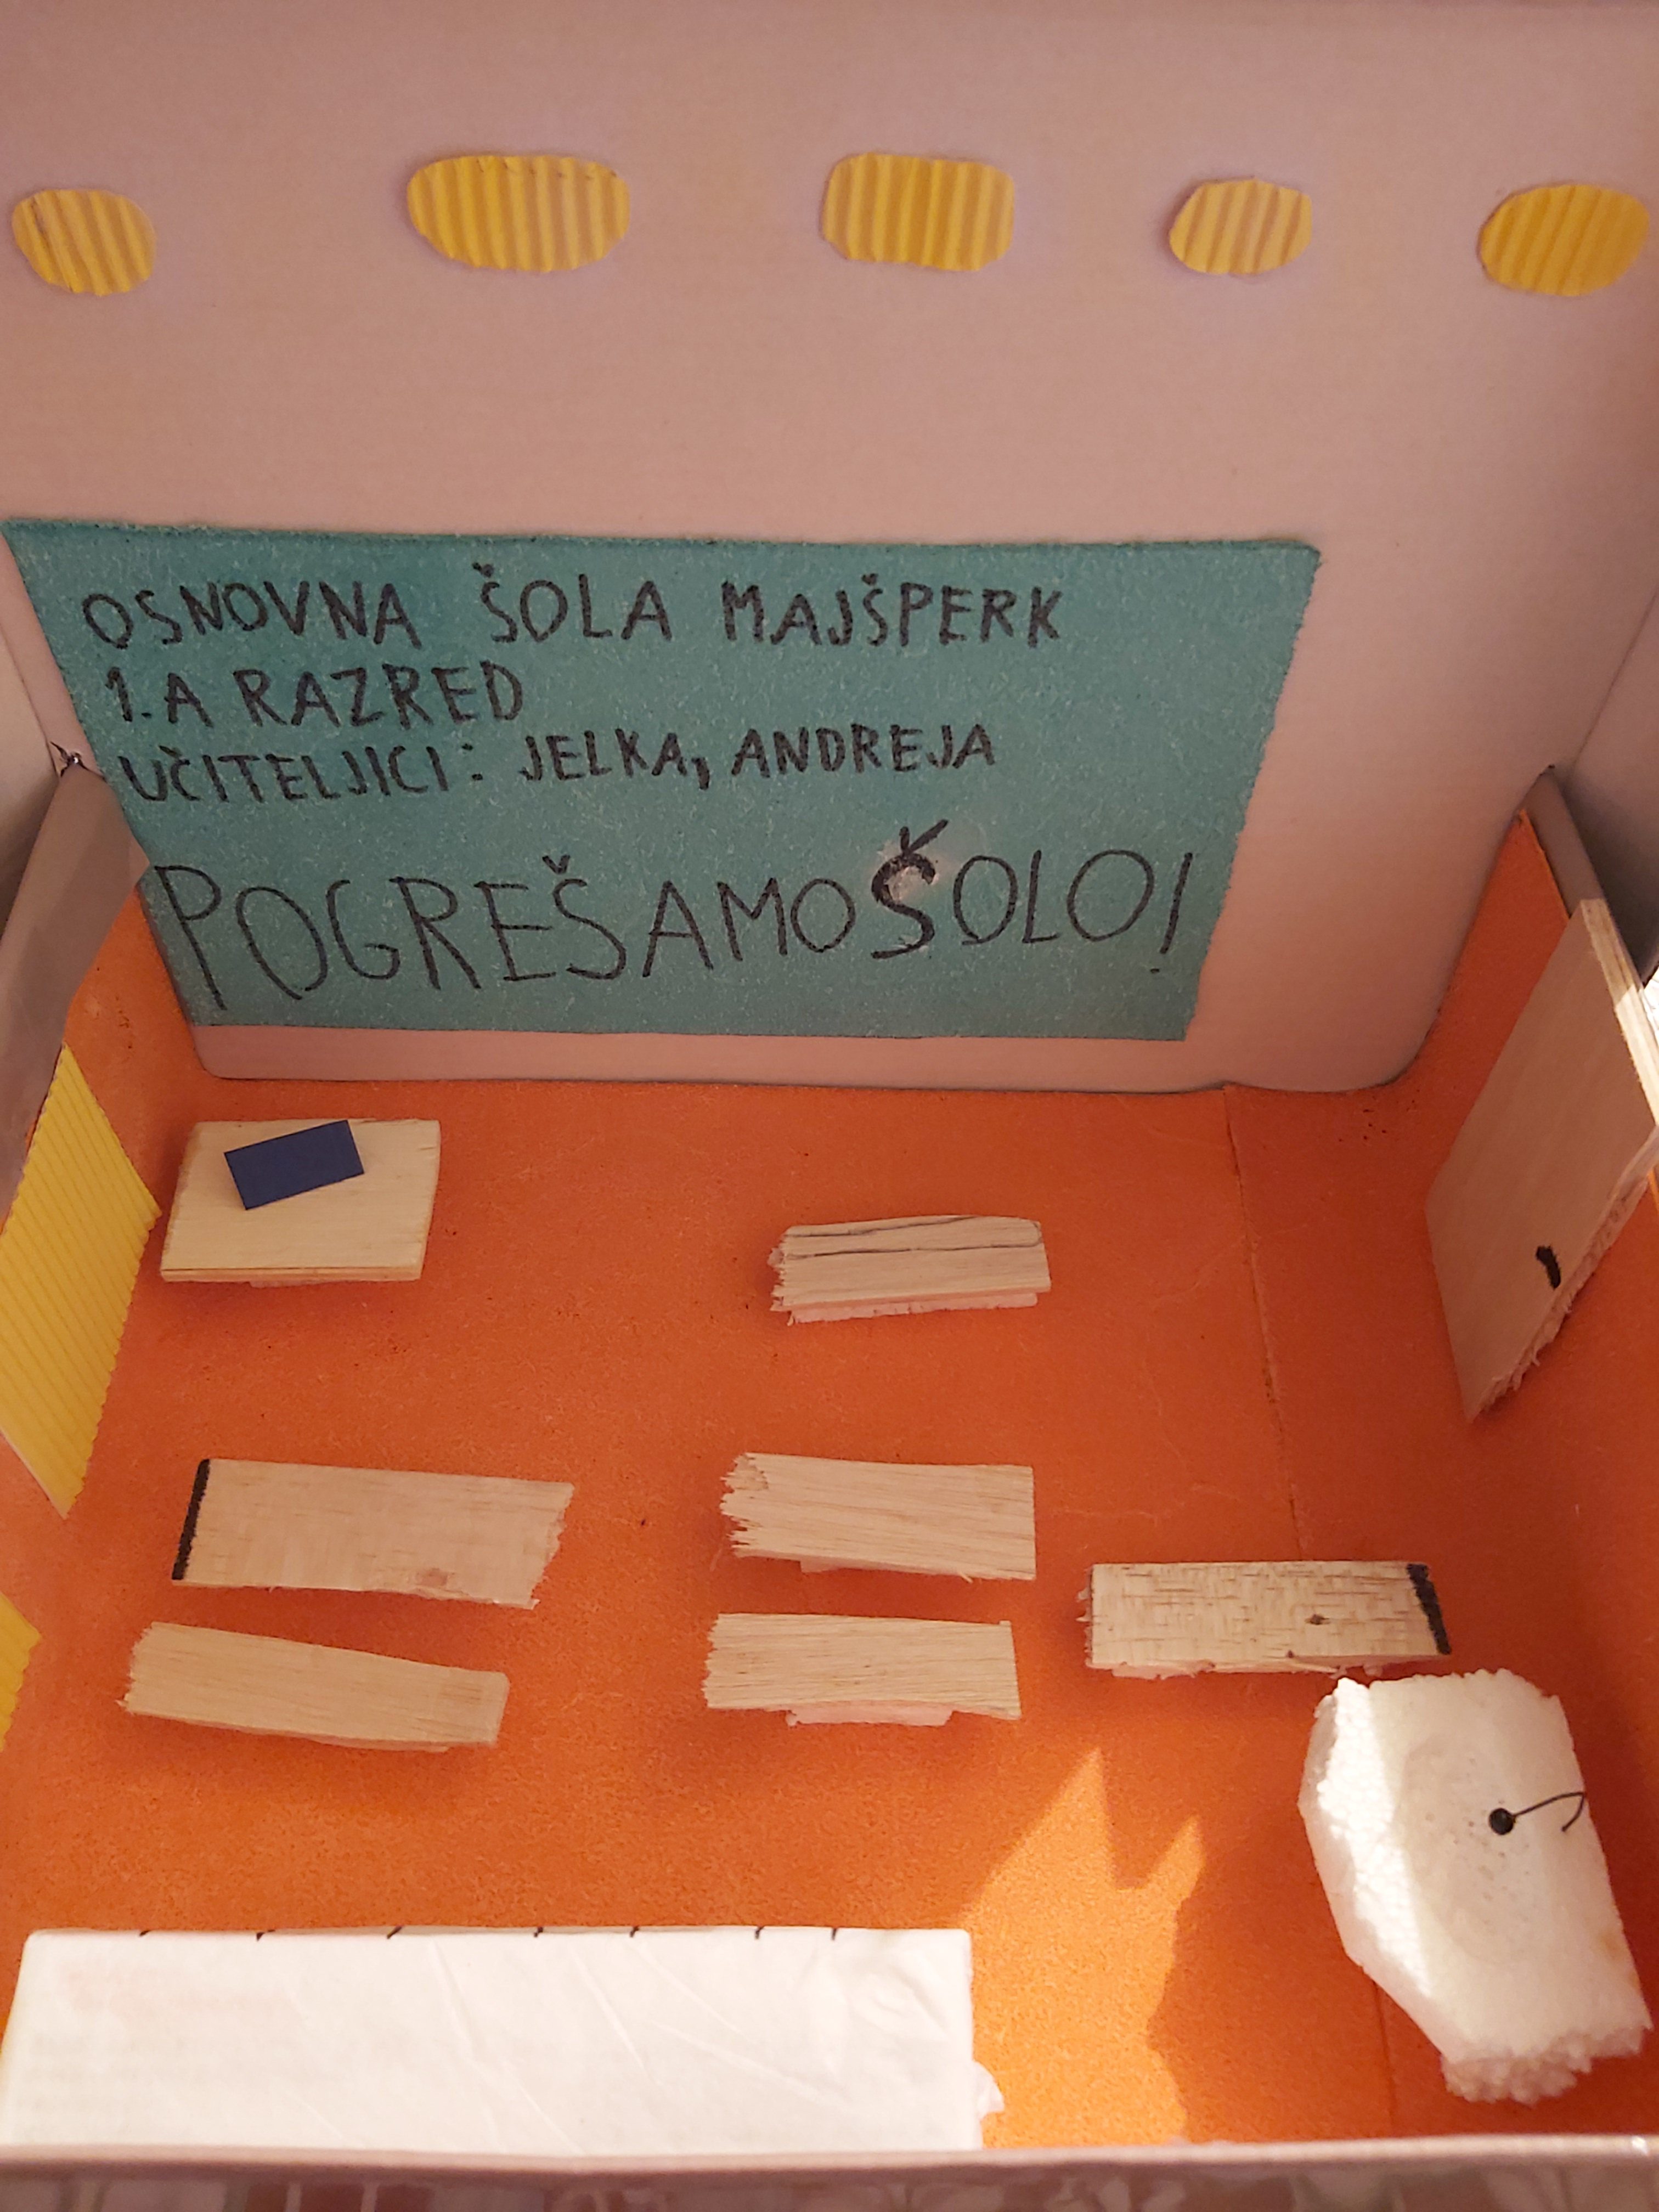 OSNOVNA ŠOLA MAJŠPERK
1.A RAZRED
UČITELJICI: JELKA, ANDREJA
POGREŠAMO ŠOLO!